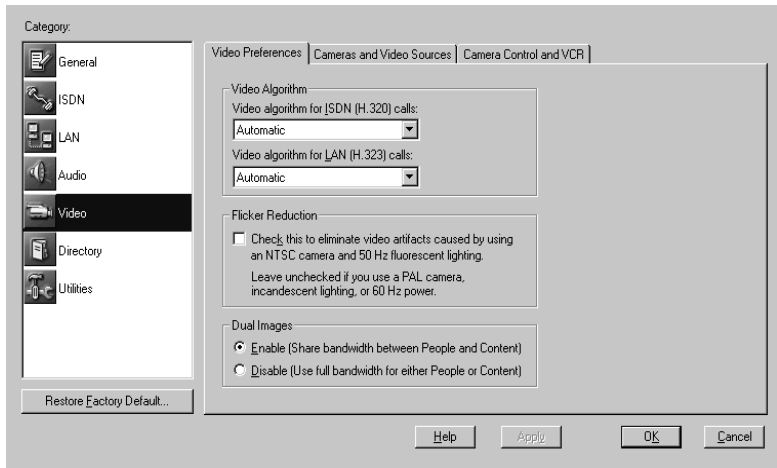 Category:
General
ISDN
LAN
Audio
Video
Directory
Utilities
Restore Factory Default...
Video Preferences
Cameras and Video Sources
Camera Control and VCR
Video Algorithm
Video algorithm for ISDN (H.320) calls:
Automatic
Video algorithm for LAN (H.323) calls:
Automatic
Flicker Reduction
Check this to eliminate video artifacts caused by using
an NTSC camera and 50 Hz fluorescent lighting.
Leave unchecked if you use a PAL camera,
incandescent lighting, or 60 Hz power.
Dual Images
Enable (Share bandwidth between People and Content)
Disable (Use full bandwidth for either People or Content)
Help
Apply
OK
Cancel